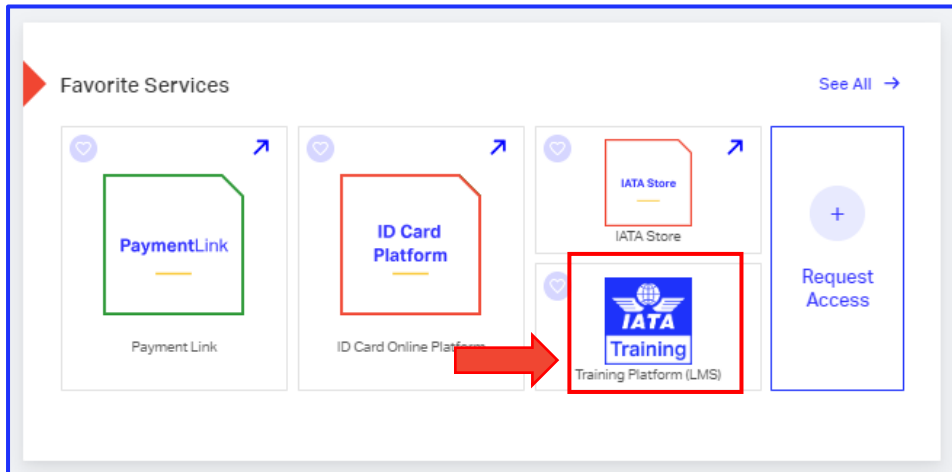 Favorite Services
See All →
PaymentLink
Payment Link
ID Card
Platform
ID Card Online Platform
IATA Store
IATA Store
IATA
Training
Training Platform (LMS)
+
Request
Access